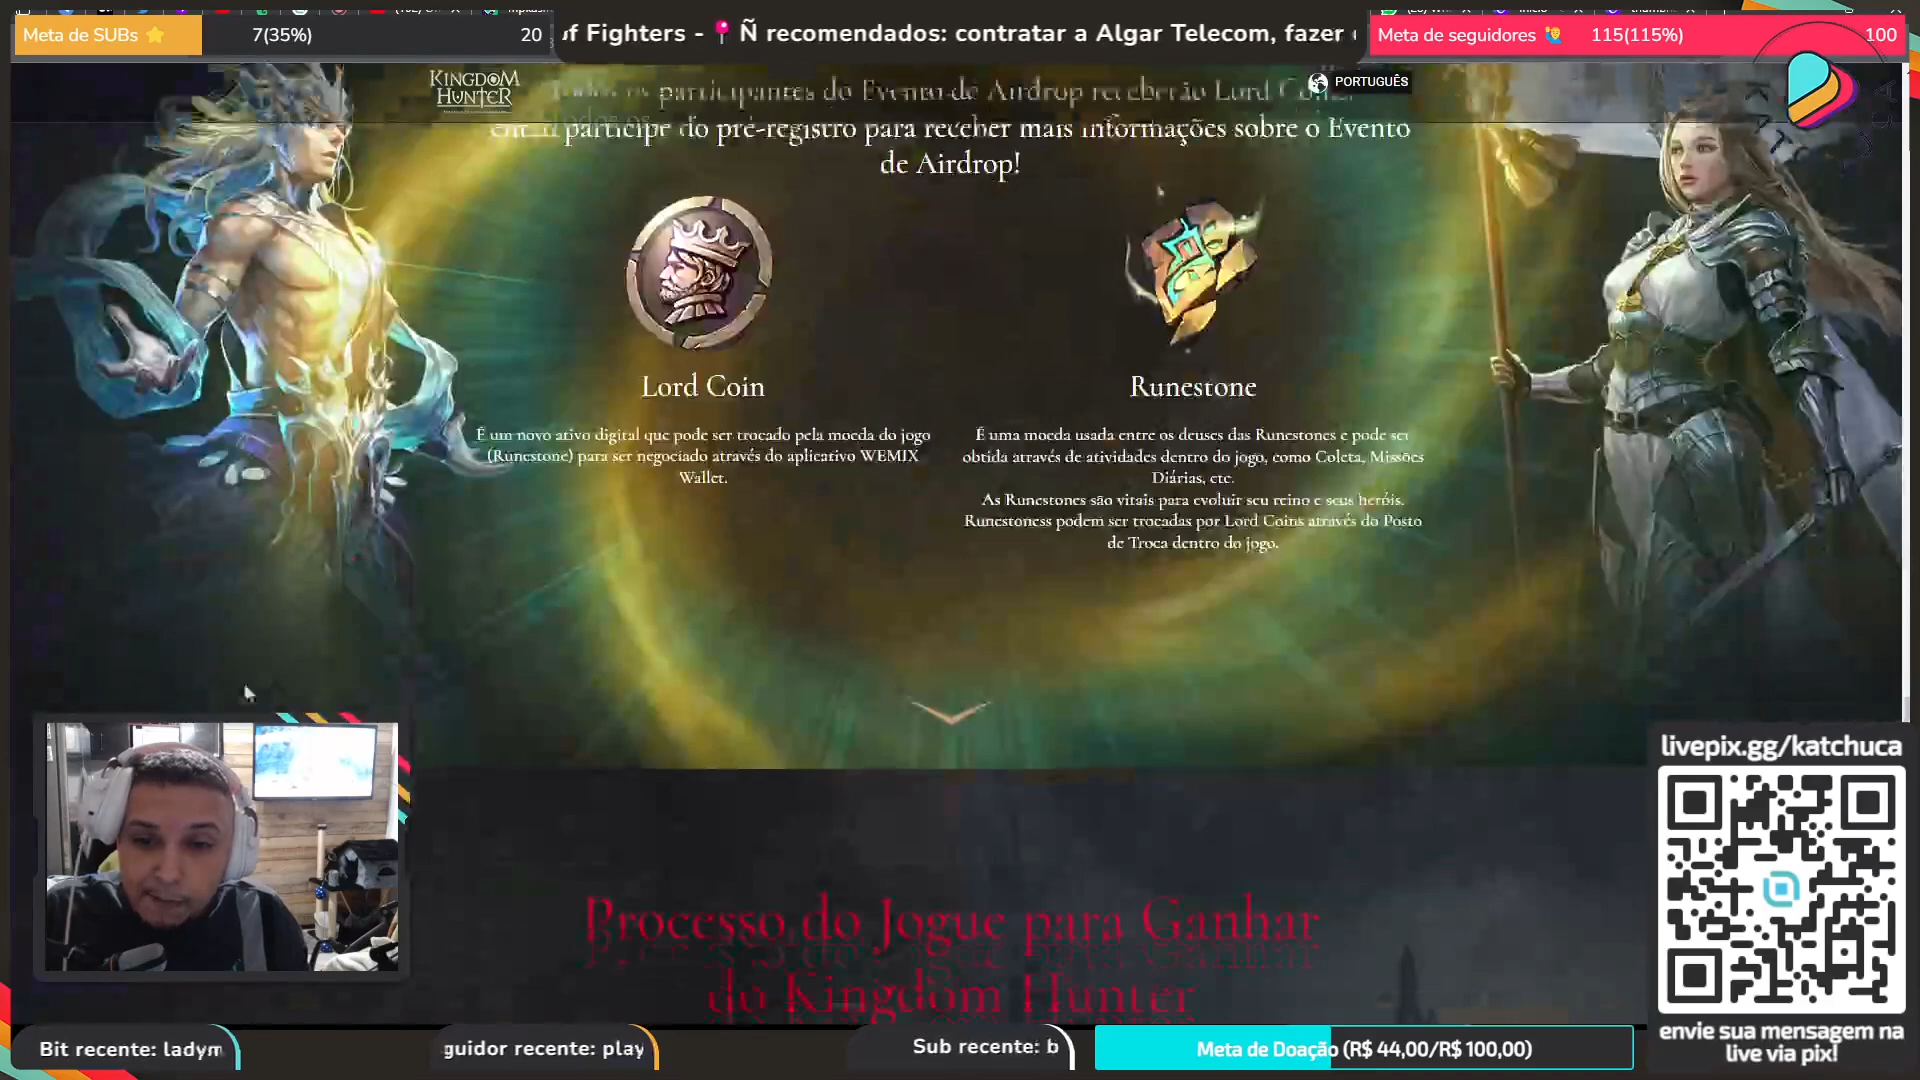 Meta de SUBs
7(35%)
20
f Fighters - Ñ recomendados: contratar a Algar Telecom, fazer
Meta de seguidores
115(115%)
100
KINGDOM
HUNTER
PORTUGUÊS
participantes do Evento de Airdrop receberão Lord
participe do pré-registro para receber mais informações sobre o Evento
de Airdrop!
Lord Coin
É um novo ativo digital que pode ser trocado pela moeda do jogo
(Runestone) para ser negociado através do aplicativo WEMIX
Wallet.
Runestone
É uma moeda usada entre os deuses das Runestones e pode ser
obtida através de atividades dentro do jogo, como Coleta, Missões
Diárias, etc.
As Runestones são vitais para evoluir seu reino e seus heróis.
Runestoness podem ser trocadas por Lord Coins através do Posto
de Troca dentro do jogo.
Processo do Jogue para Ganhar
do Kingdom Hunter
livepix.gg/katchuca
envie sua mensagem na
live via pix!
Bit recente: ladym
guidor recente: play
Sub recente: b
Meta de Doação (R$ 44,00/R$ 100,00)